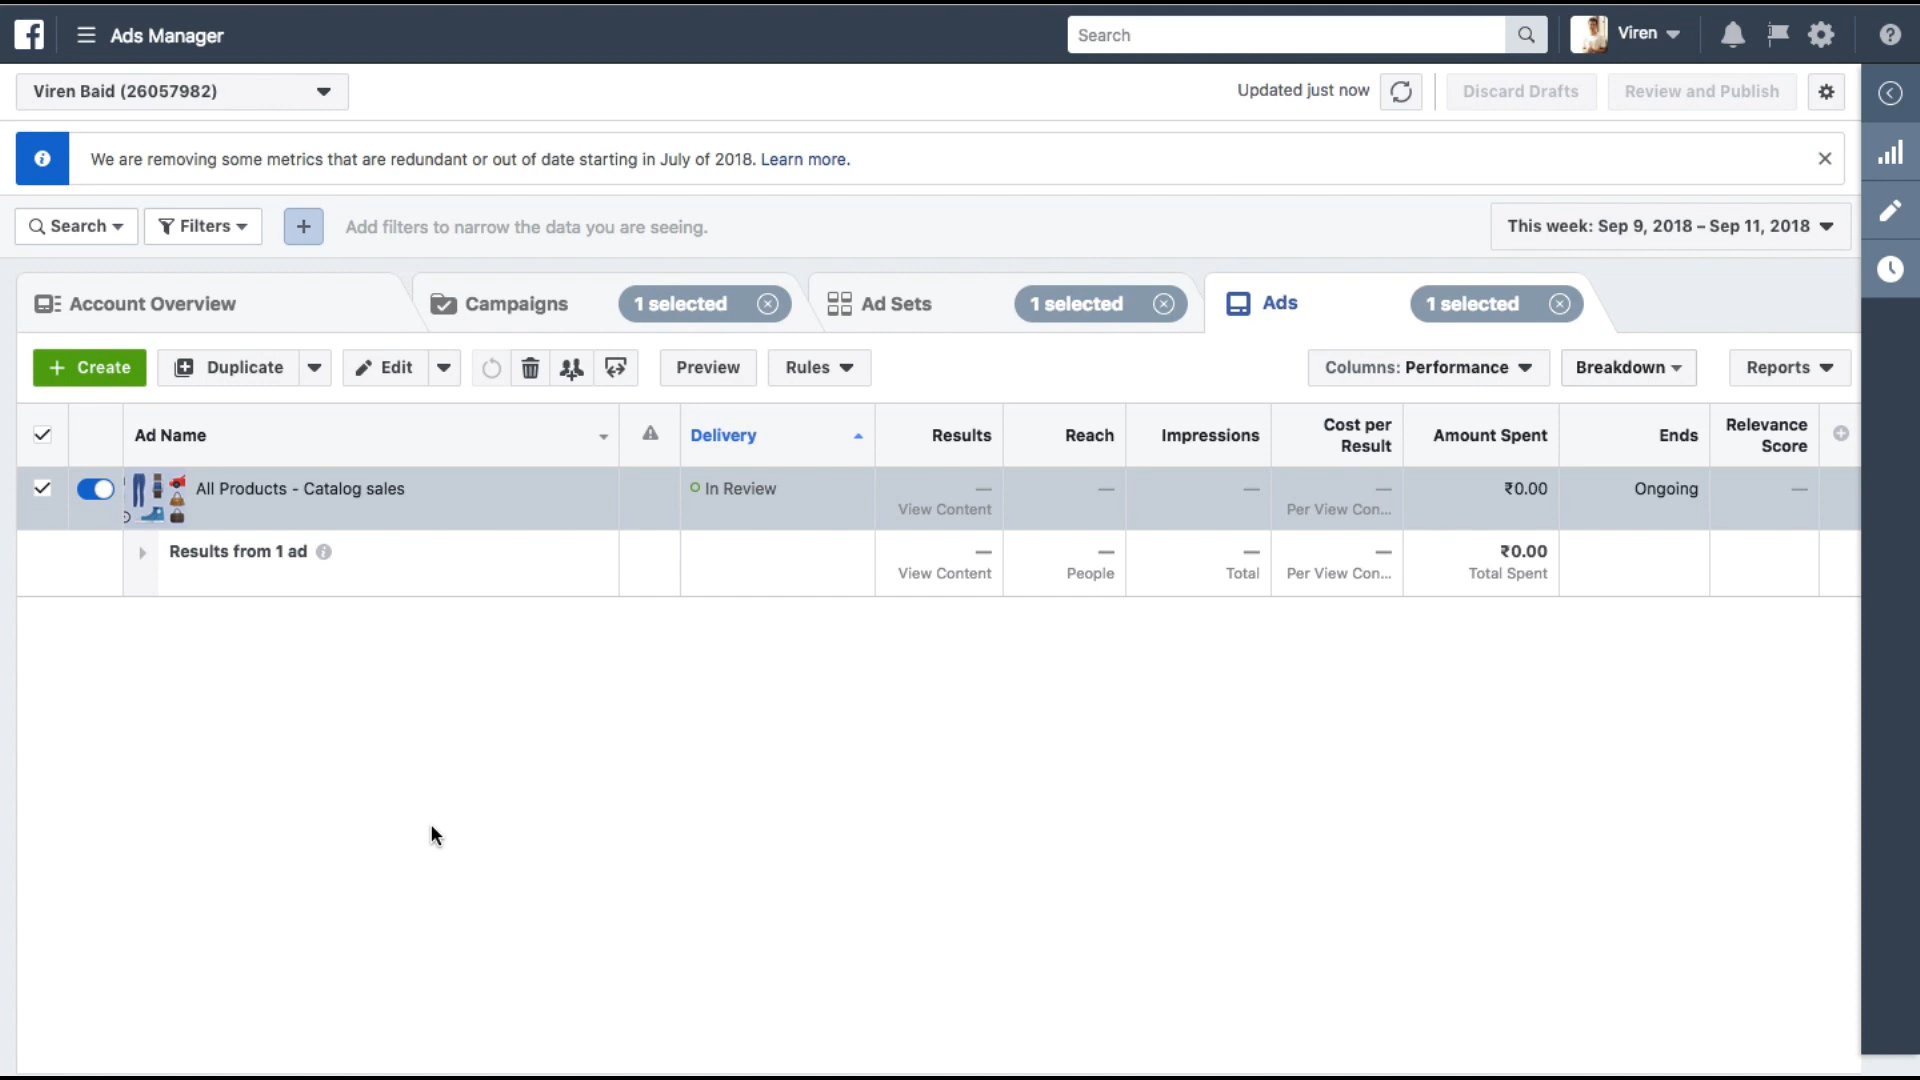 Ads Manager
Search
Viren
Viren Baid (26057982)
Updated just now
Discard Drafts
Review and Publish
We are removing some metrics that are redundant or out of date starting in July of 2018. Learn more.
Search
Filters
+
Add filters to narrow the data you are seeing.
This week: Sep 9, 2018 – Sep 11, 2018
Account Overview
Campaigns
1 selected
Ad Sets
1 selected
Ads
1 selected
+ Create
Duplicate
Edit
Preview
Rules
Columns: Performance
Breakdown
Reports
Ad Name
Delivery
Results
Reach
Impressions
Cost per
Result
Amount Spent
Ends
Relevance
Score
All Products - Catalog sales
In Review
—
View Content
—
—
—
Per View Con...
₹0.00
Ongoing
—
Results from 1 ad
—
View Content
—
People
—
Total
—
Per View Con...
₹0.00
Total Spent